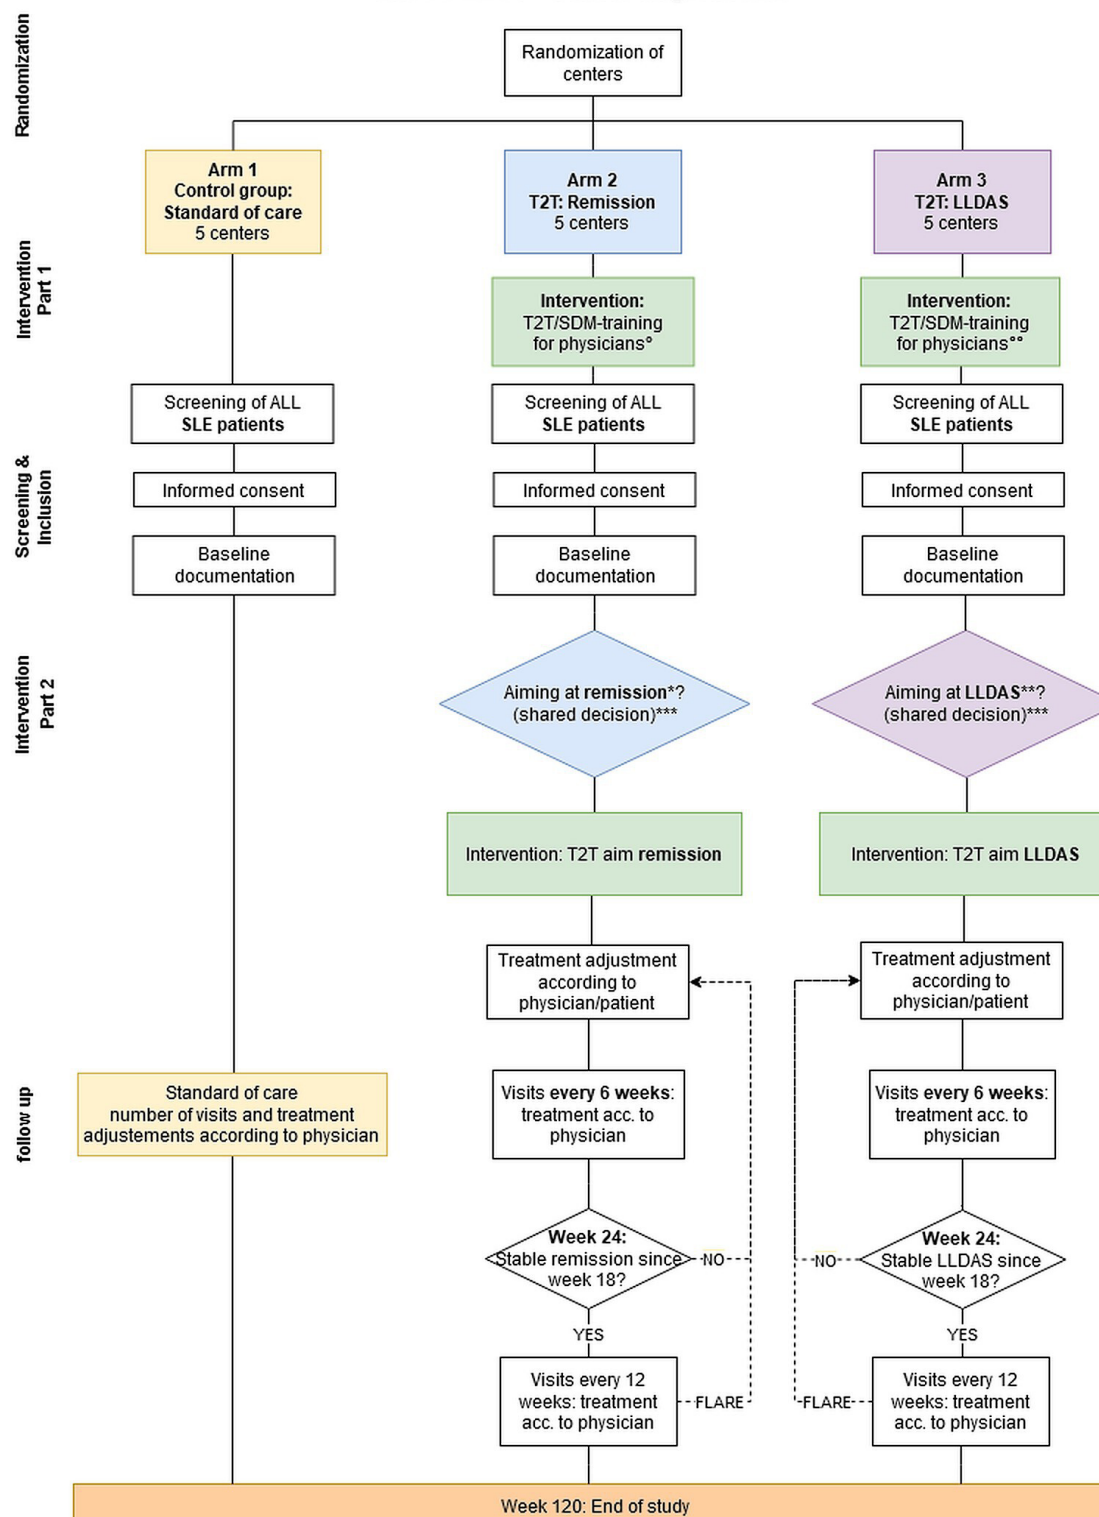 Randomization
Randomization of
centers
Arm 1
Control group:
Standard of care
5 centers
Arm 2
T2T: Remission
5 centers
Arm 3
T2T: LLDAS
5 centers
Intervention
Part 1
Intervention:
T2T/SDM-training
for physicians°
Intervention:
T2T/SDM-training
for physicians°°
Screening &
Inclusion
Screening of ALL
SLE patients
Screening of ALL
SLE patients
Screening of ALL
SLE patients
Informed consent
Informed consent
Informed consent
Baseline
documentation
Baseline
documentation
Baseline
documentation
Intervention
Part 2
Aiming at remission*?
(shared decision)***
Aiming at LLDAS**?
(shared decision)***
Intervention: T2T aim remission
Intervention: T2T aim LLDAS
follow up
Standard of care
number of visits and treatment
adjustements according to physician
Treatment adjustment
according to
physician/patient
Treatment adjustment
according to
physician/patient
Visits every 6 weeks:
treatment acc. to
physician
Visits every 6 weeks:
treatment acc. to
physician
Week 24:
Stable remission since
week 18?
NO
NO
Week 24:
Stable LLDAS since
week 18?
YES
YES
Visits every 12
weeks: treatment
acc. to physician
FLARE
FLARE
Visits every 12
weeks: treatment
acc. to physician
Week 120: End of study